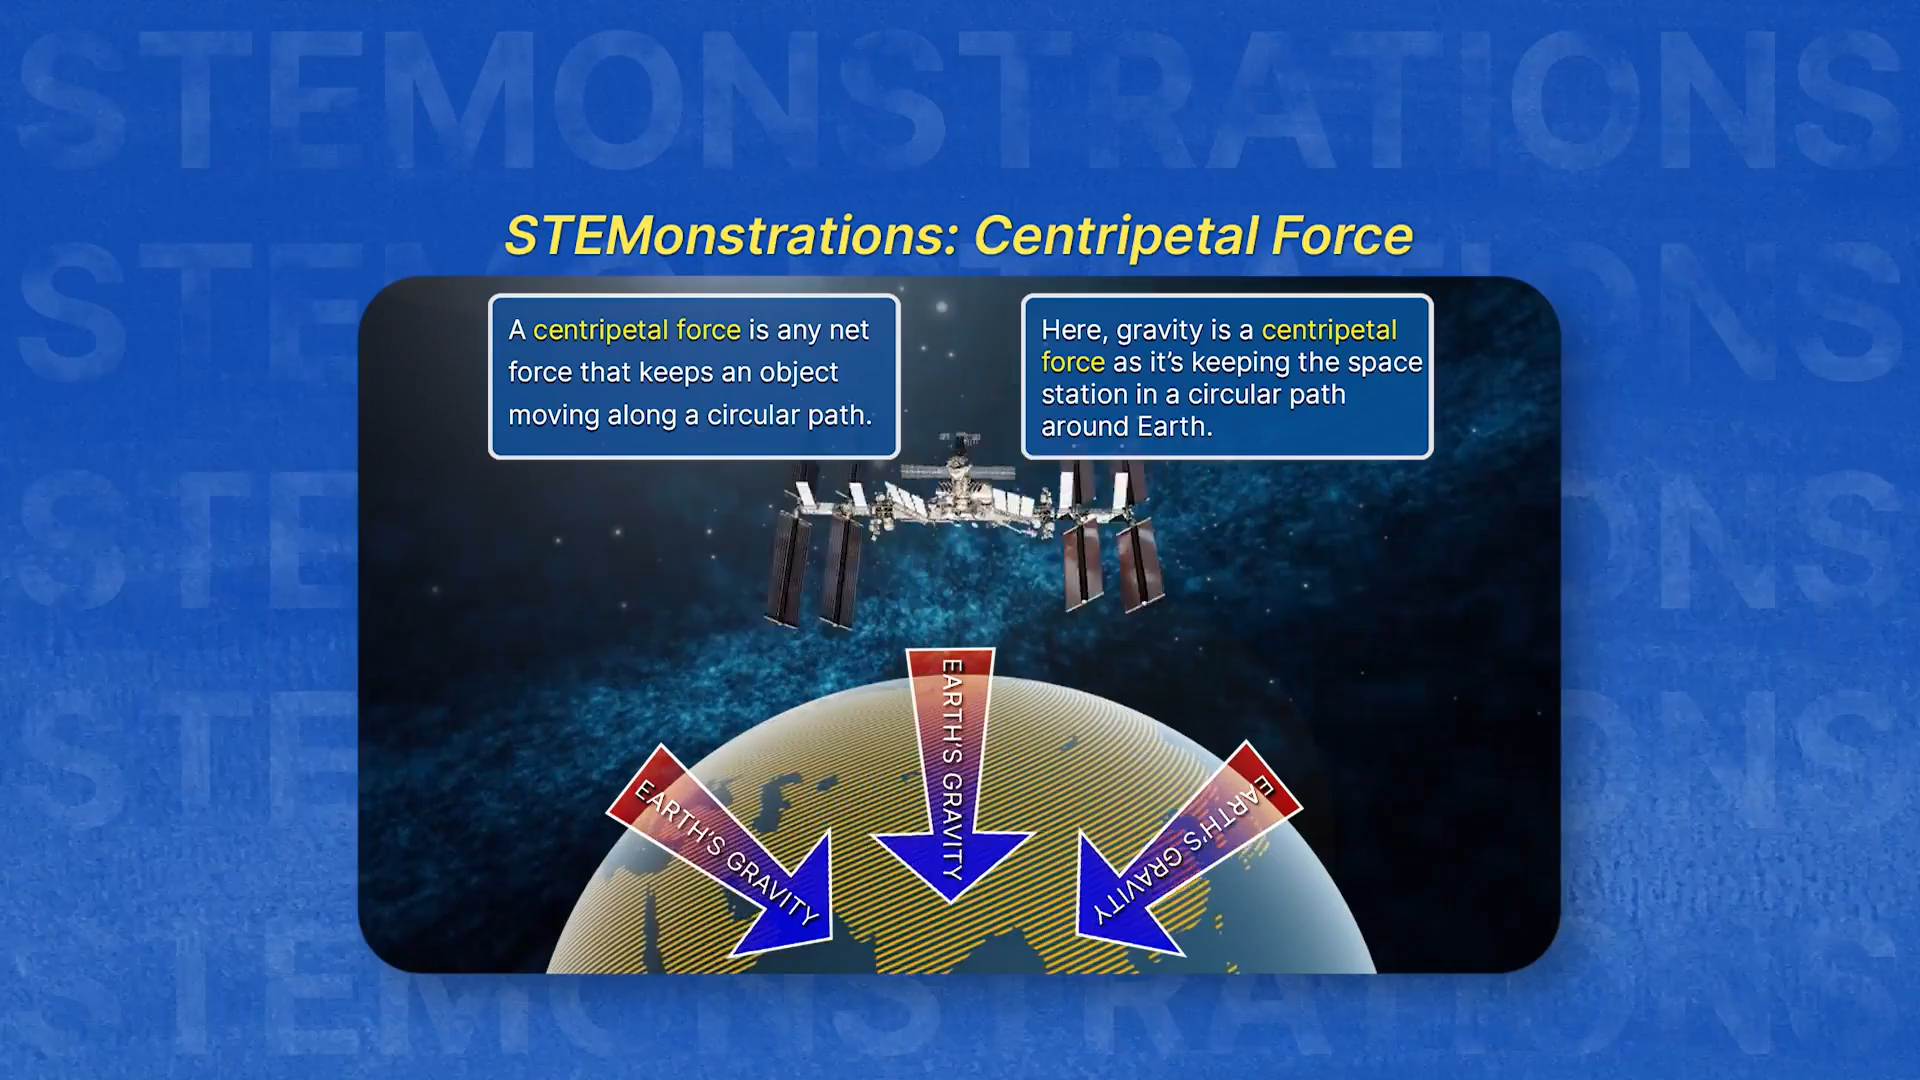 STEMONSTRATIONS
STEMonstrations: Centripetal Force
A centripetal force is any net
force that keeps an object
moving along a circular path.
Here, gravity is a centripetal
force as it’s keeping the space
station in a circular path
around Earth.
EARTH’S GRAVITY
EARTH’S GRAVITY
EARTH’S GRAVITY
STEMONSTRATIONS